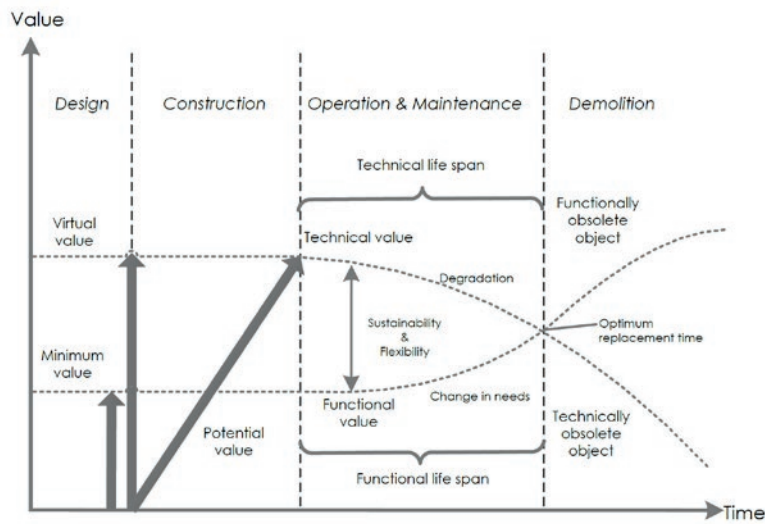 Value
Design
Construction
Operation & Maintenance
Demolition
Technical life span
Functionally
obsolete
object
Virtual
value
Technical value
Degradation
Sustainability
&
Flexibility
Optimum
replacement time
Minimum
value
Functional
value
Change in needs
Potential
value
Technically
obsolete
object
Functional life span
Time